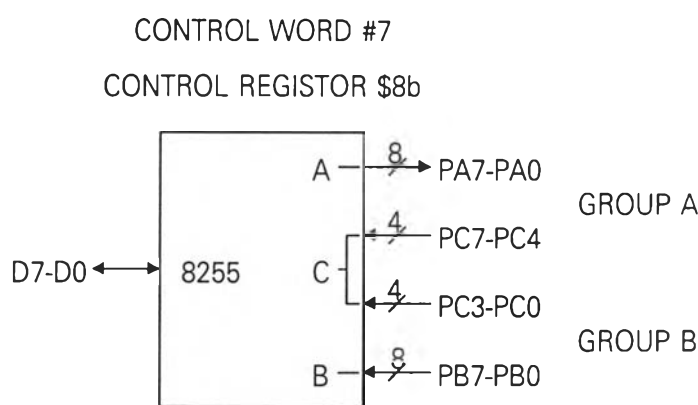 CONTROL WORD #7
CONTROL REGISTOR $8b
A 8 PA7-PA0
GROUP A
4 PC7-PC4
D7-D0 8255 C
4 PC3-PC0
GROUP B
B 8 PB7-PB0